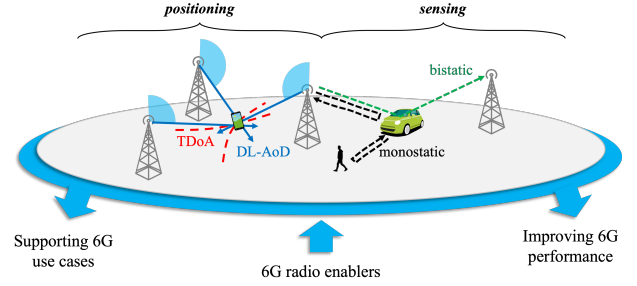 positioning
sensing
bistatic
TDoA
DL-AoD
monostatic
Supporting 6G
use cases
6G radio enablers
Improving 6G
performance